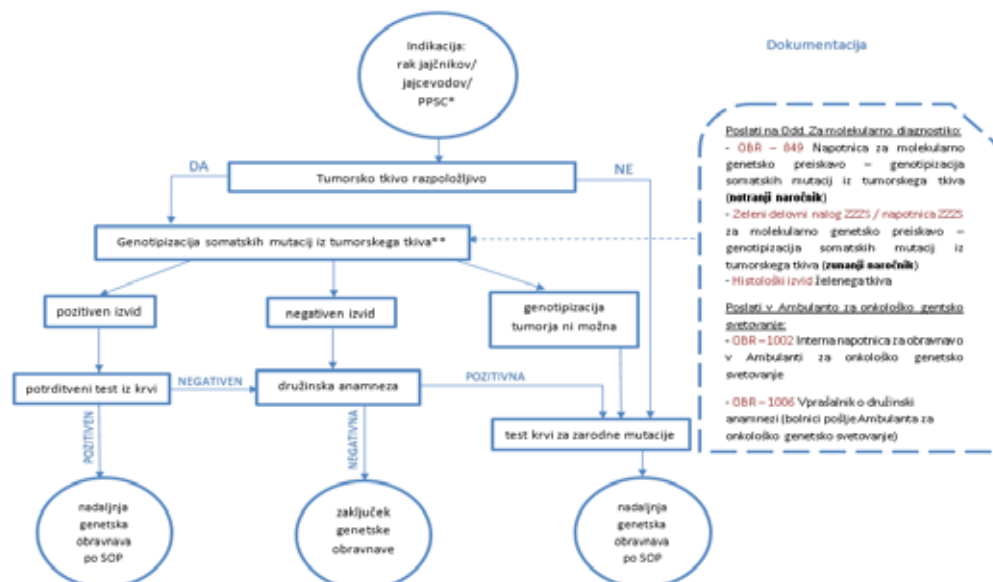 Indikacija:
rak jajčnikov/
jajcevodov/
PPSC*
Dokumentacija
DA
NE
Tumorsko tkivo razpoložljivo
Genotipizacija somatskih mutacij iz tumorskega tkiva**
pozitiven izvid
negativen izvid
genotipizacija
tumorja ni možna
potrditveni test iz krvi
NEGATIVEN
družinska anamneza
POZITIVNA
test krvi za zarodne mutacije
POZITIVEN
NEGATIVNA
nadaljnja
genetska
obravnava
po SOP
zaključek
genetske
obravnave
nadaljnja
genetska
obravnava
po SOP
Poslati na Odd. Za molekularno diagnostiko:
- OBR – 849 Napotnica za molekularno
genetsko preiskavo – genotipizacija
somatskih mutacij iz tumorskega tkiva
(notranji naročnik)
- Zeleni delovni nalog ZZZS / napotnica ZZZS
za molekularno genetsko preiskavo –
genotipizacija somatskih mutacij iz
tumorskega tkiva (zunanji naročnik)
- Histološki izvid želenega tkiva
Poslati v Ambulanto za onkološko gentsko
svetovanje:
- OBR – 1002 Interna napotnica za obravnavo
v Ambulanti za onkološko genetsko
svetovanje
- OBR – 1006 Vprašalnik o družinski
anamnezi (bolnici pošlje Ambulanta za
onkološko genetsko svetovanje)